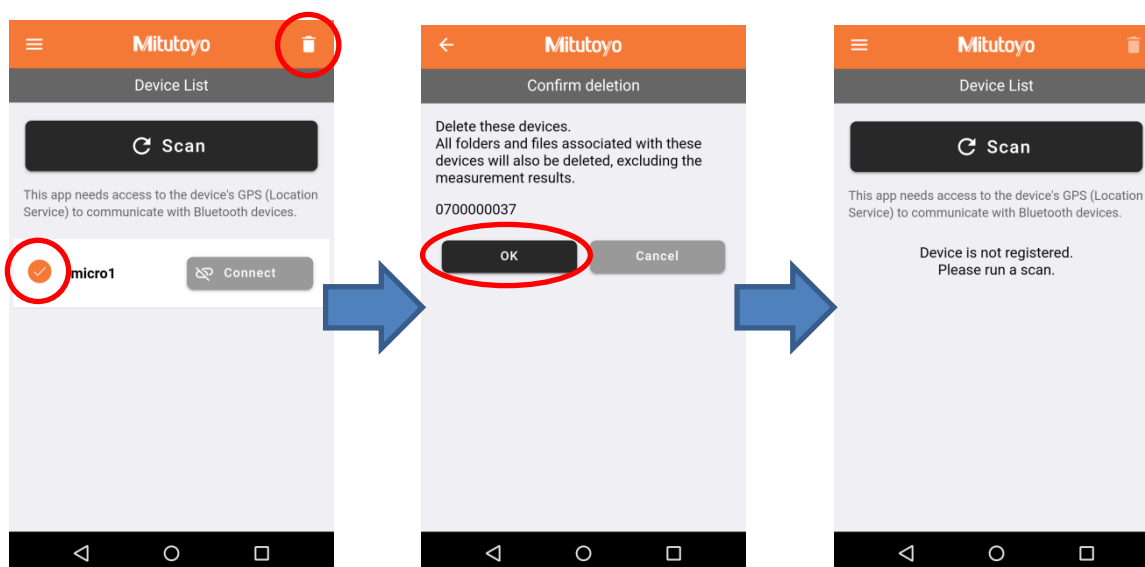 Mitutoyo
Device List
Scan
This app needs access to the device's GPS (Location
Service) to communicate with Bluetooth devices.
micro1
Connect
Mitutoyo
Confirm deletion
Delete these devices.
All folders and files associated with these
devices will also be deleted, excluding the
measurement results.
0700000037
OK
Cancel
Mitutoyo
Device List
Scan
This app needs access to the device's GPS (Location
Service) to communicate with Bluetooth devices.
Device is not registered.
Please run a scan.